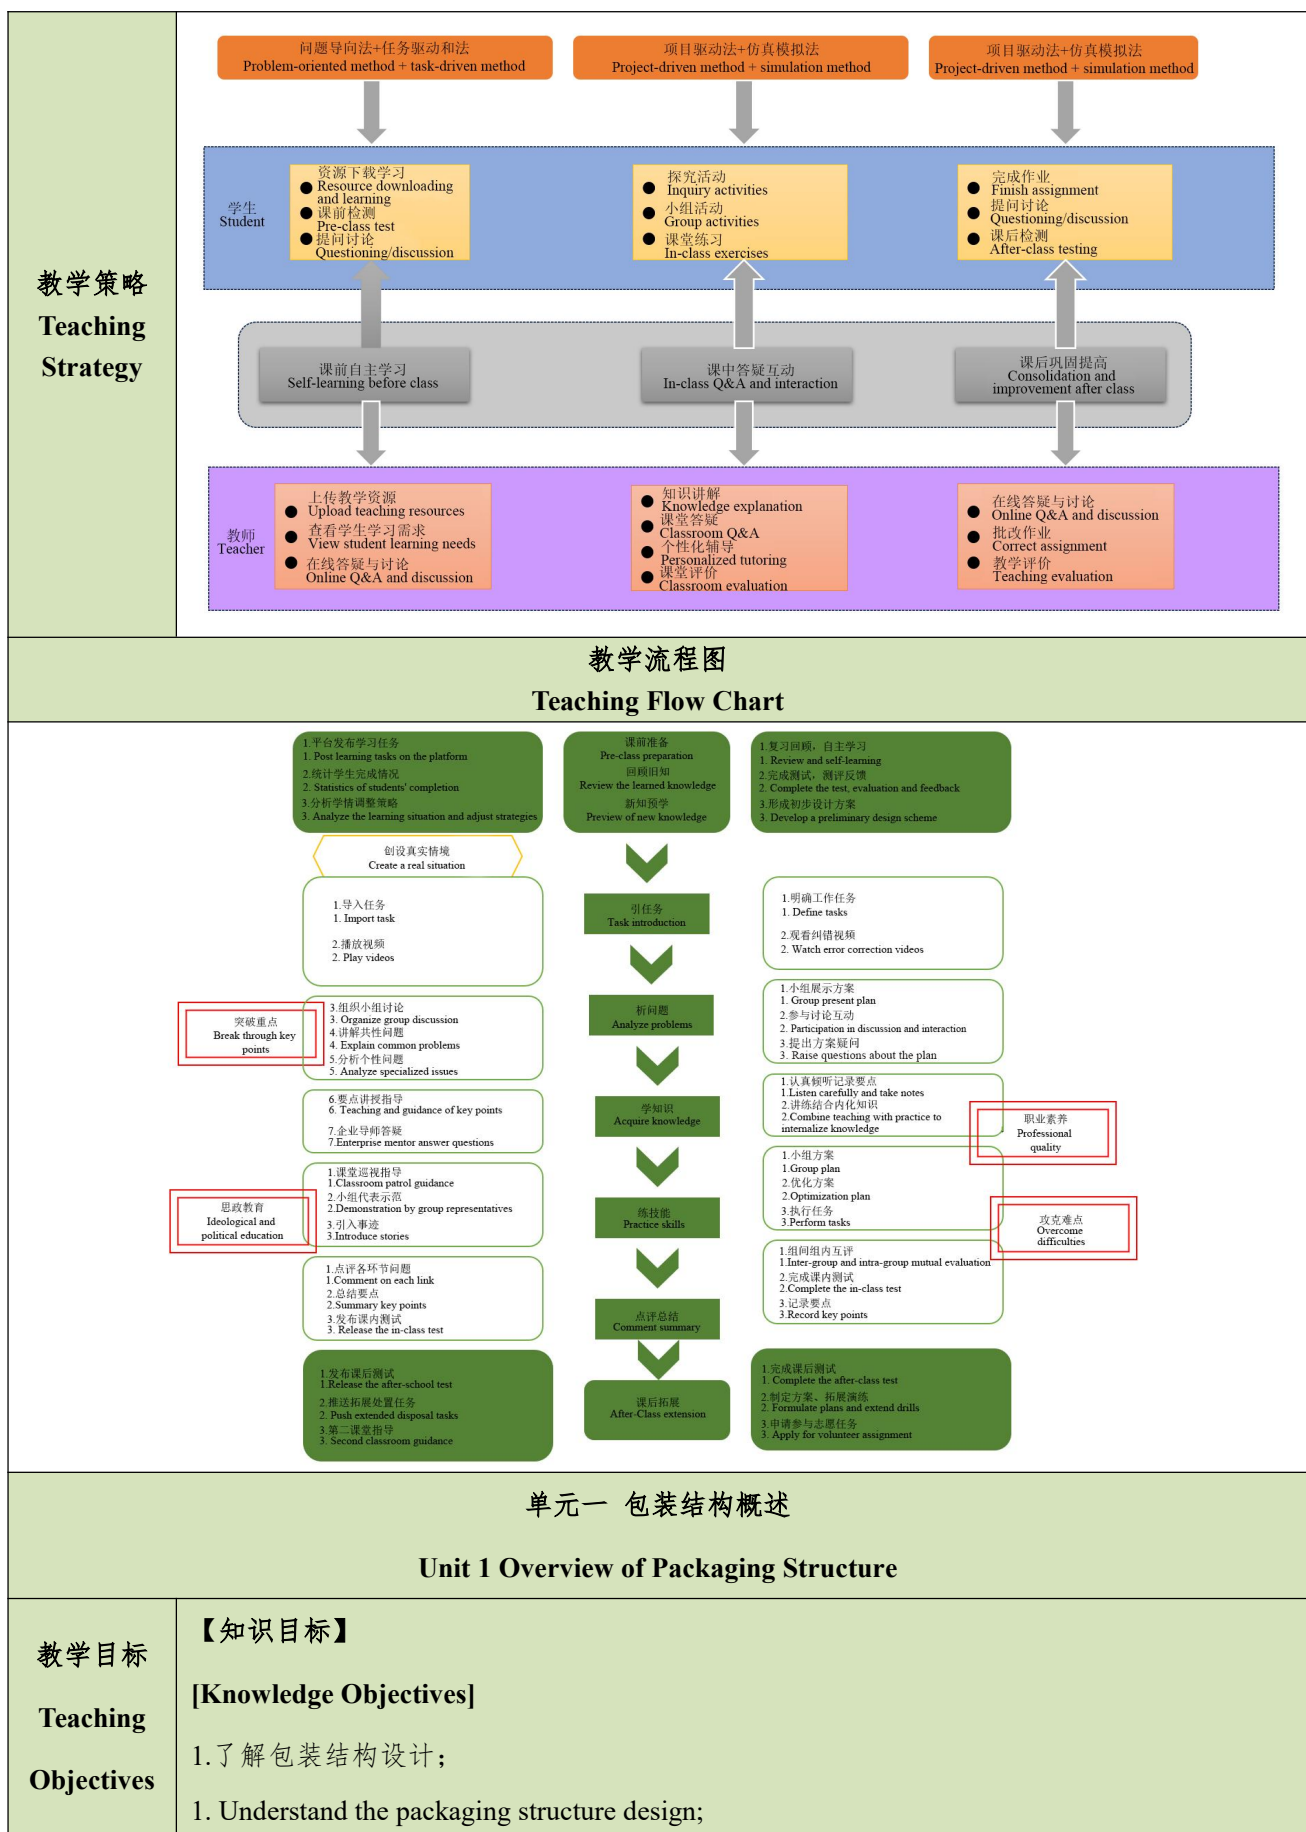 教学策略
Teaching
Strategy
问题导向法+任务驱动和法
Problem-oriented method + task-driven method
项目驱动法+仿真模拟法
Project-driven method + simulation method
项目驱动法+仿真模拟法
Project-driven method + simulation method
学生
Student
资源下载学习
Resource downloading
and learning
课前检测
Pre-class test
提问讨论
Questioning/discussion
探究活动
Inquiry activities
小组活动
Group activities
课堂练习
In-class exercises
完成作业
Finish assignment
提问讨论
Questioning/discussion
课后检测
After-class testing
课前自主学习
Self-learning before class
课中答疑互动
In-class Q&A and interaction
课后巩固提高
Consolidation and
improvement after class
教师
Teacher
上传教学资源
Upload teaching resources
查看学生学习需求
View student learning needs
在线答疑与讨论
Online Q&A and discussion
知识讲解
Knowledge explanation
课堂答疑
Classroom Q&A
个性化辅导
Personalized tutoring
课堂评价
Classroom evaluation
在线答疑与讨论
Online Q&A and discussion
批改作业
Correct assignment
教学评价
Teaching evaluation
教学流程图
Teaching Flow Chart
1.平台发布学习任务
1. Post learning tasks on the platform
2.统计学生完成情况
2. Statistics of students' completion
3.分析学情调整策略
3. Analyze the learning situation and adjust strategies
课前准备
Pre-class preparation
回顾旧知
Review the learned knowledge
新知预学
Preview of new knowledge
1.复习回顾，自主学习
1. Review and self-learning
2.完成测试，测评反馈
2. Complete the test, evaluation and feedback
3.形成初步设计方案
3. Develop a preliminary design scheme
创设真实情境
Create a real situation
1.导入任务
1. Import task
2.播放视频
2. Play videos
引任务
Task introduction
1.明确工作任务
1. Define tasks
2.观看纠错视频
2. Watch error correction videos
突破重点
Break through key
points
3.组织小组讨论
3. Organize group discussion
4.讲解共性问题
4. Explain common problems
5.分析个性问题
5. Analyze specialized issues
析问题
Analyze problems
1.小组展示方案
1. Group present plan
2.参与讨论互动
2. Participation in discussion and interaction
3.提出方案疑问
3. Raise questions about the plan
6.要点讲授指导
6. Teaching and guidance of key points
7.企业导师答疑
7.Enterprise mentor answer questions
学知识
Acquire knowledge
1.认真倾听记录要点
1.Listen carefully and take notes
2.讲练结合内化知识
2.Combine teaching with practice to
internalize knowledge
职业素养
Professional
quality
思政教育
Ideological and
political education
1.课堂巡视指导
1.Classroom patrol guidance
2.小组代表示范
2.Demonstration by group representatives
3.引入事迹
3.Introduce stories
练技能
Practice skills
1.小组方案
1.Group plan
2.优化方案
2.Optimization plan
3.执行任务
3.Perform tasks
攻克难点
Overcome
difficulties
1.点评各环节问题
1.Comment on each link
2.总结要点
2.Summary key points
3.发布课内测试
3. Release the in-class test
点评总结
Comment summary
1.组间组内互评
1.Inter-group and intra-group mutual evaluation
2.完成课内测试
2.Complete the in-class test
3.记录要点
3.Record key points
1.发布课后测试
1.Release the after-school test
2.推送拓展处置任务
2. Push extended disposal tasks
3.第二课堂指导
3. Second classroom guidance
课后拓展
After-Class extension
1.完成课后测试
1. Complete the after-class test
2.制定方案、拓展演练
2. Formulate plans and extend drills
3.申请参与志愿任务
3. Apply for volunteer assignment
单元一 包装结构概述
Unit 1 Overview of Packaging Structure
教学目标
Teaching
Objectives
【知识目标】
[Knowledge Objectives]
1.了解包装结构设计；
1. Understand the packaging structure design;